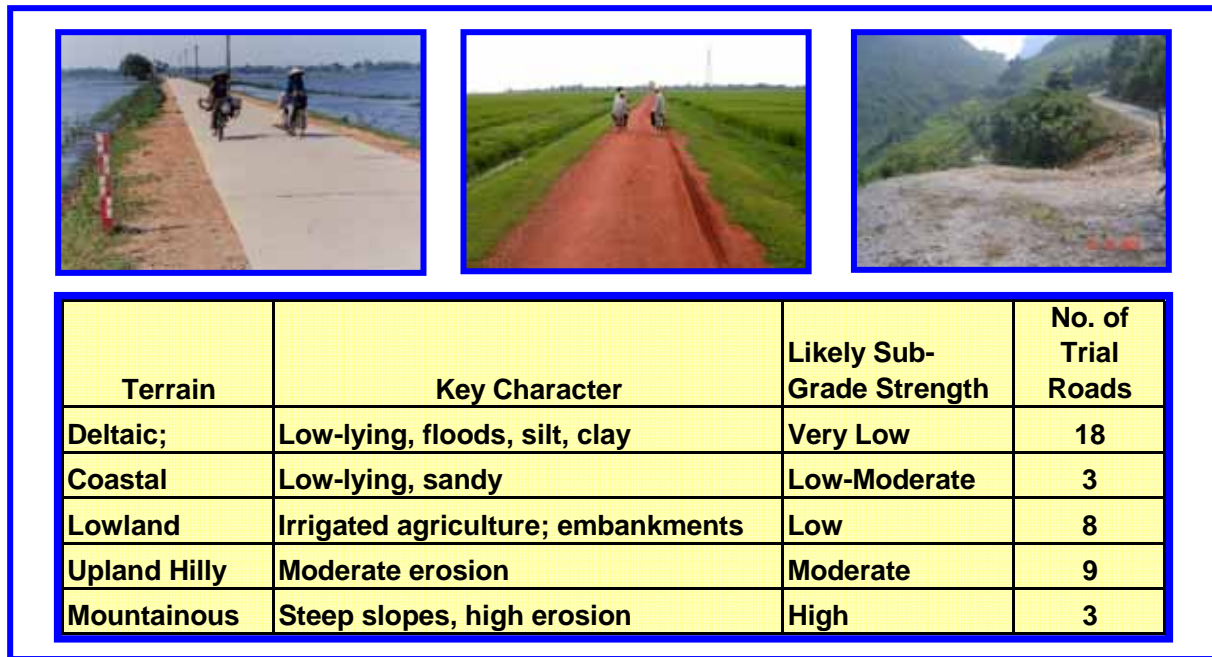 Terrain Key Character Likely Sub-Grade Strength No. of Trial Roads
Deltaic; Low-lying, floods, silt, clay Very Low 18
Coastal Low-lying, sandy Low-Moderate 3
Lowland Irrigated agriculture; embankments Low 8
Upland Hilly Moderate erosion Moderate 9
Mountainous Steep slopes, high erosion High 3